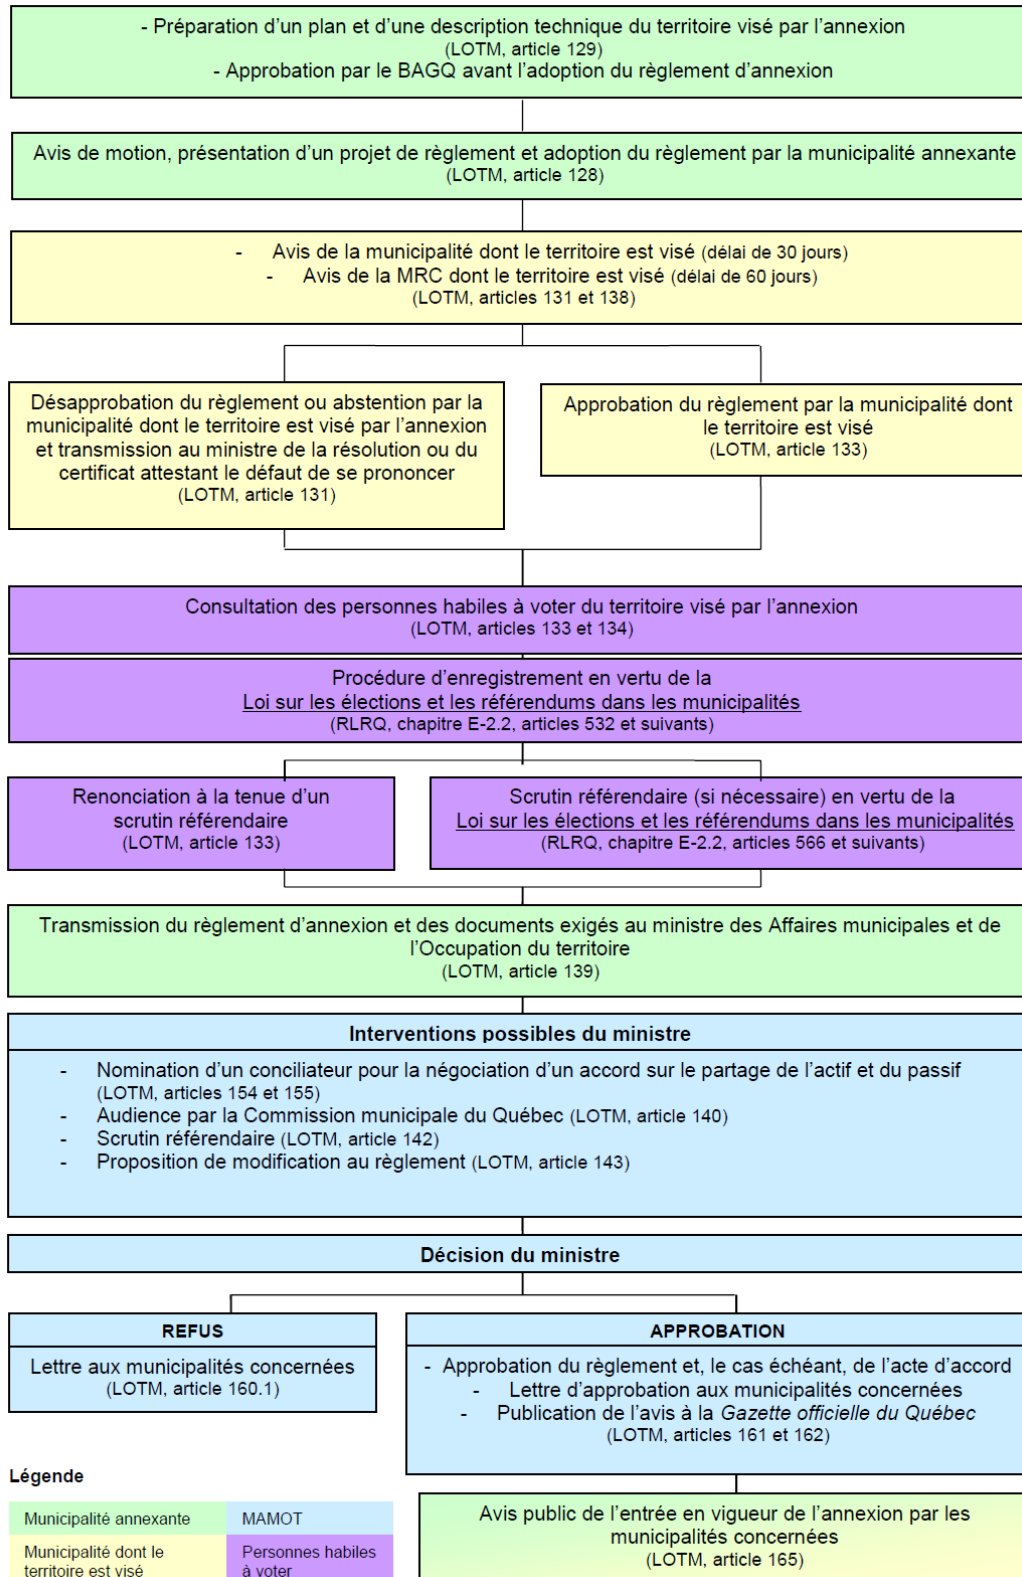 - Préparation d'un plan et d'une description technique du territoire visé par l'annexion
(LOTM, article 129)
- Approbation par le BAGQ avant l'adoption du règlement d'annexion
Avis de motion, présentation d'un projet de règlement et adoption du règlement par la municipalité annexante
(LOTM, article 128)
- Avis de la municipalité dont le territoire est visé (délai de 30 jours)
- Avis de la MRC dont le territoire est visé (délai de 60 jours)
(LOTM, articles 131 et 138)
Désapprobation du règlement ou abstention par la
municipalité dont le territoire est visé par l'annexion
et transmission au ministre de la résolution ou du
certificat attestant le défaut de se prononcer
(LOTM, article 131)
Approbation du règlement par la municipalité dont
le territoire est visé
(LOTM, article 133)
Consultation des personnes habiles à voter du territoire visé par l'annexion
(LOTM, articles 133 et 134)
Procédure d'enregistrement en vertu de la
Loi sur les élections et les référendums dans les municipalités
(RLRQ, chapitre E-2.2, articles 532 et suivants)
Renonciation à la tenue d'un
scrutin référendaire
(LOTM, article 133)
Scrutin référendaire (si nécessaire) en vertu de la
Loi sur les élections et les référendums dans les municipalités
(RLRQ, chapitre E-2.2, articles 566 et suivants)
Transmission du règlement d'annexion et des documents exigés au ministre des Affaires municipales et de
l'Occupation du territoire
(LOTM, article 139)
Interventions possibles du ministre
- Nomination d'un conciliateur pour la négociation d'un accord sur le partage de l'actif et du passif
(LOTM, articles 154 et 155)
- Audience par la Commission municipale du Québec (LOTM, article 140)
- Scrutin référendaire (LOTM, article 142)
- Proposition de modification au règlement (LOTM, article 143)
Décision du ministre
REFUS
Lettre aux municipalités concernées
(LOTM, article 160.1)
APPROBATION
- Approbation du règlement et, le cas échéant, de l'acte d'accord
- Lettre d'approbation aux municipalités concernées
- Publication de l'avis à la Gazette officielle du Québec
(LOTM, articles 161 et 162)
Avis public de l'entrée en vigueur de l'annexion par les
municipalités concernées
(LOTM, article 165)
Légende
Municipalité annexante
MAMOT
Municipalité dont le
territoire est visé
Personnes habiles
à voter